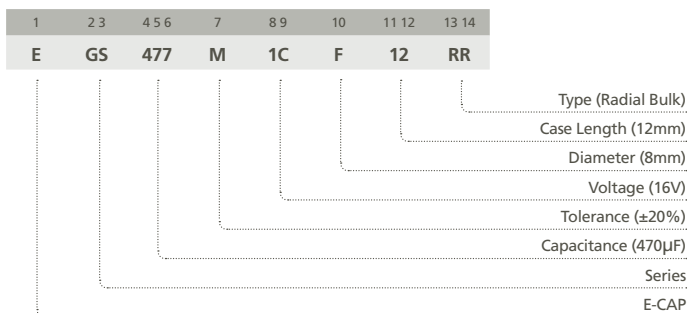 1 2 3 4 5 6 7 8 9 10 11 12 13 14
E GS 477 M 1C F 12 RR
Type (Radial Bulk)
Case Length (12mm)
Diameter (8mm)
Voltage (16V)
Tolerance (±20%)
Capacitance (470µF)
Series
E-CAP